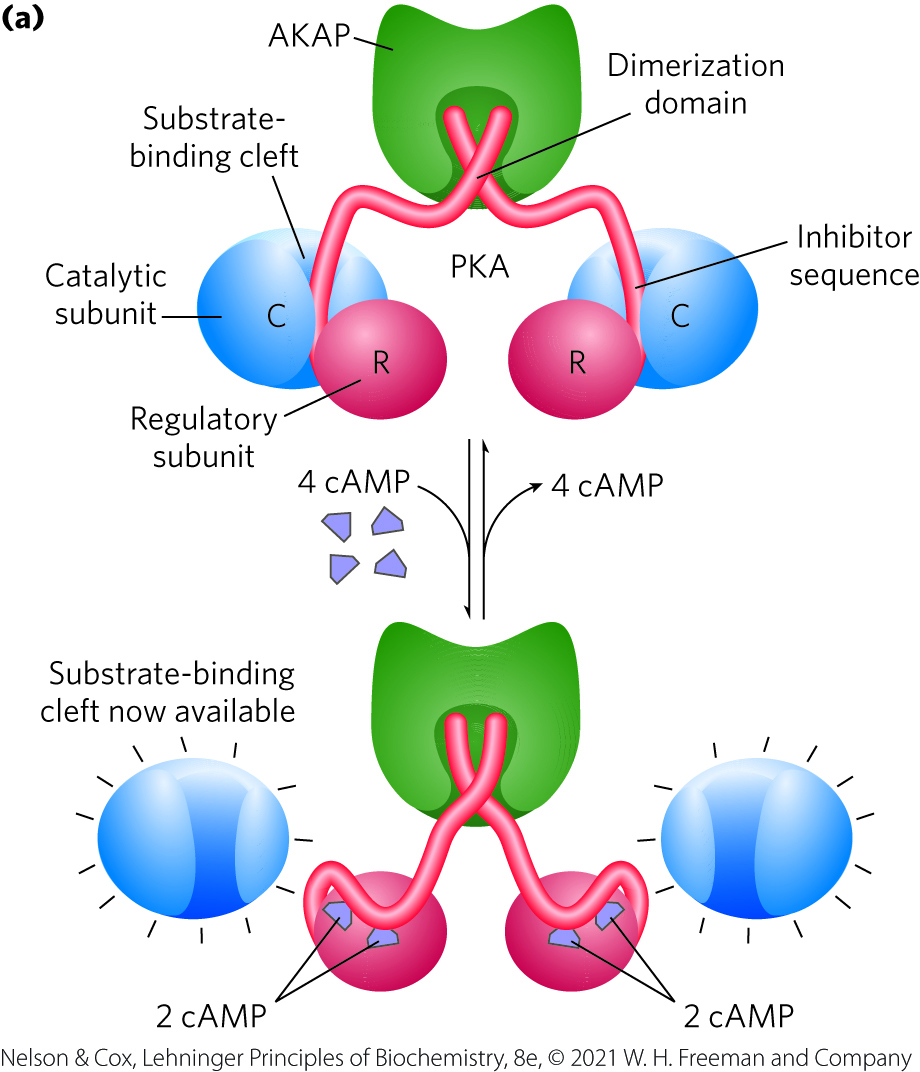 (a)
AKAP
Dimerization
domain
Substrate-
binding cleft
Inhibitor
sequence
PKA
Catalytic
subunit
C
C
R
R
Regulatory
subunit
4 cAMP
4 cAMP
Substrate-binding
cleft now available
2 cAMP
2 cAMP
Nelson & Cox, Lehninger Principles of Biochemistry, 8e, © 2021 W. H. Freeman and Company